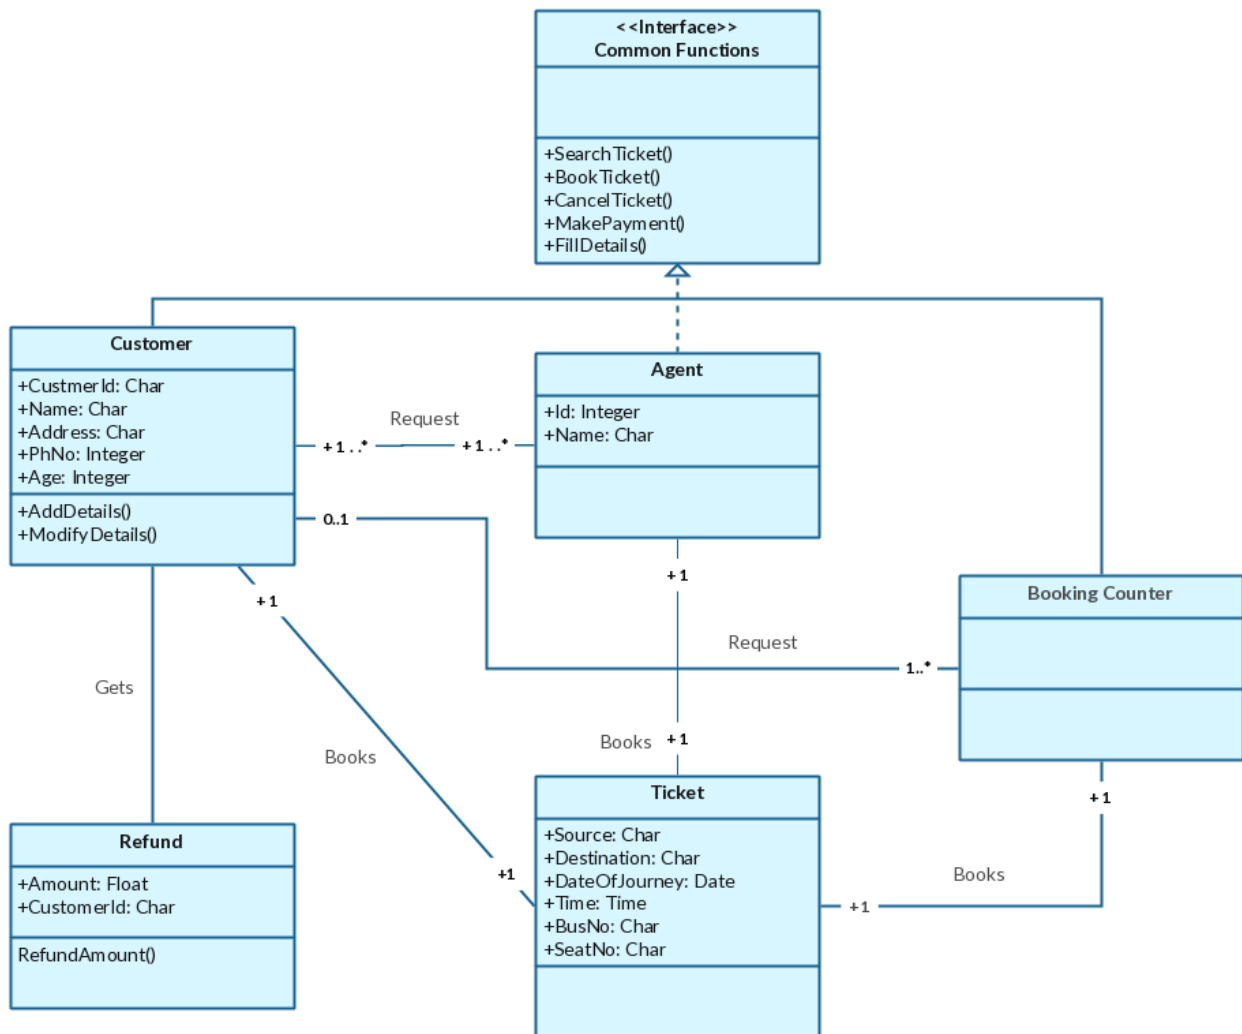 <<Interface>>
Common Functions
+SearchTicket()
+BookTicket()
+CancelTicket()
+MakePayment()
+FillDetails()
Customer
+CustmerId: Char
+Name: Char
+Address: Char
+PhNo: Integer
+Age: Integer
+AddDetails()
+ModifyDetails()
Request
+1 . .*
+1 . .*
Agent
+Id: Integer
+Name: Char
0..1
+1
+1
Booking Counter
Request
1..*
Gets
Books
Books
+1
+1
Refund
+Amount: Float
+CustomerId: Char
RefundAmount()
+1
Ticket
+Source: Char
+Destination: Char
+DateOfJourney: Date
+Time: Time
+BusNo: Char
+SeatNo: Char
Books
+1